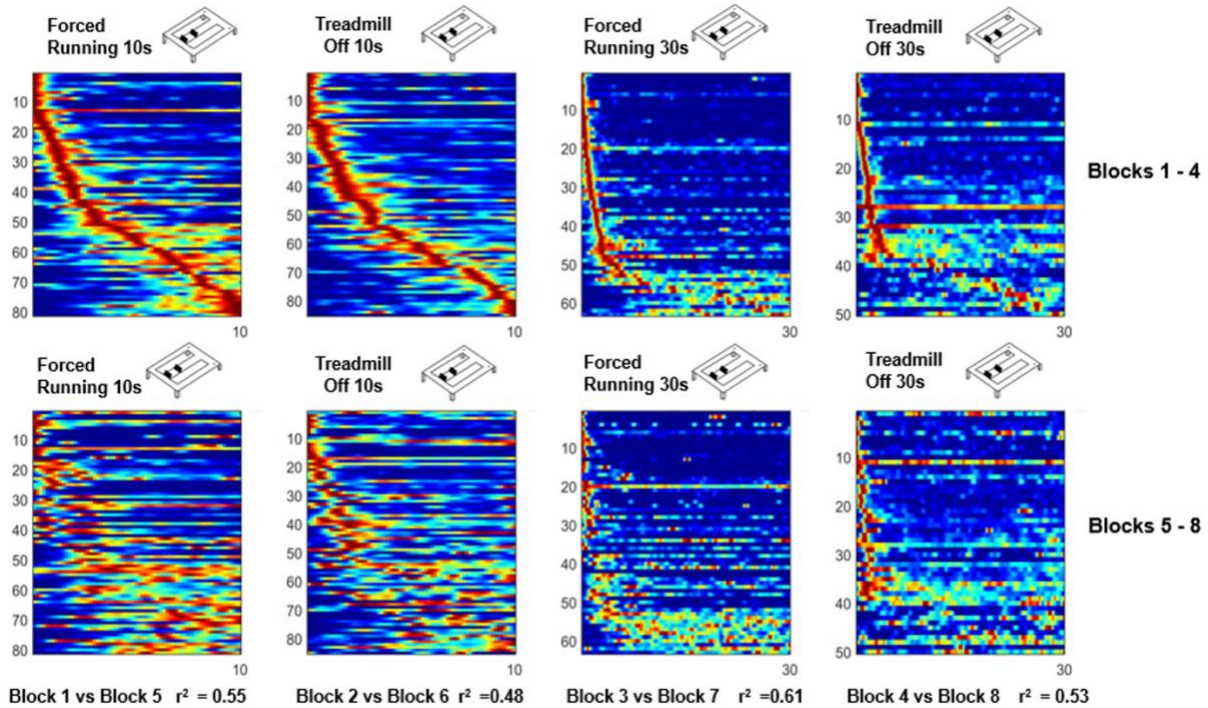 Forced
Running 10s
Treadmill
Off 10s
Forced
Running 30s
Treadmill
Off 30s
10
20
30
40
50
60
70
80
10
10
20
30
40
50
60
70
80
10
10
20
30
40
50
60
30
10
20
30
40
50
30
Blocks 1 - 4
Forced
Running 10s
Treadmill
Off 10s
Forced
Running 30s
Treadmill
Off 30s
10
20
30
40
50
60
70
80
10
10
20
30
40
50
60
70
80
10
10
20
30
40
50
60
30
10
20
30
40
50
30
Blocks 5 - 8
Block 1 vs Block 5 r² = 0.55
Block 2 vs Block 6 r² =0.48
Block 3 vs Block 7 r² =0.61
Block 4 vs Block 8 r² = 0.53